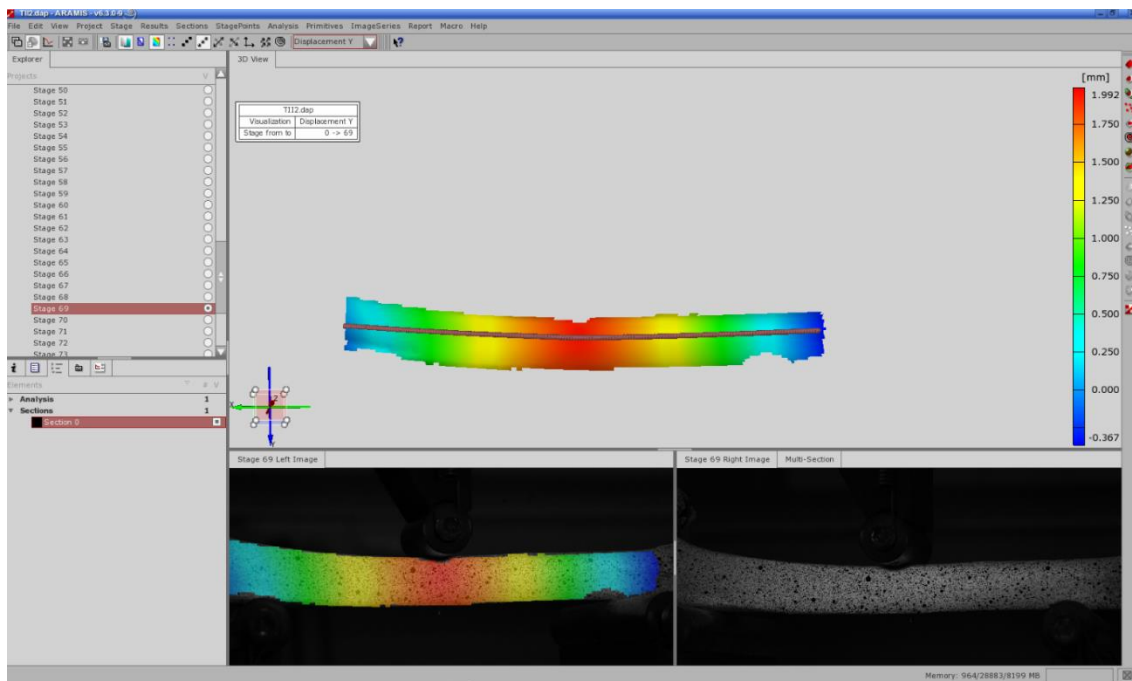 TII2.dap - ARAMIS - v6.3.0-9
File Edit View Project Stage Results Sections StagePoints Analysis Primitives ImageSeries Report Macro Help
Displacement Y
Explorer
3D View
Projects V
Stage 50
Stage 51
Stage 52
Stage 53
Stage 54
Stage 55
Stage 56
Stage 57
Stage 58
Stage 59
Stage 60
Stage 61
Stage 62
Stage 63
Stage 64
Stage 65
Stage 66
Stage 67
Stage 68
Stage 69
Stage 70
Stage 71
Stage 72
Stage 73
Elements # V
Analysis 1
Sections 1
Section 0
TII2.dap
Visualization Displacement Y
Stage from to 0 -> 69
[mm]
1.992
1.750
1.500
1.250
1.000
0.750
0.500
0.250
0.000
-0.367
X
Z
Y
Stage 69 Left Image
Stage 69 Right Image
Multi-Section
Memory: 964/28883/8199 MB